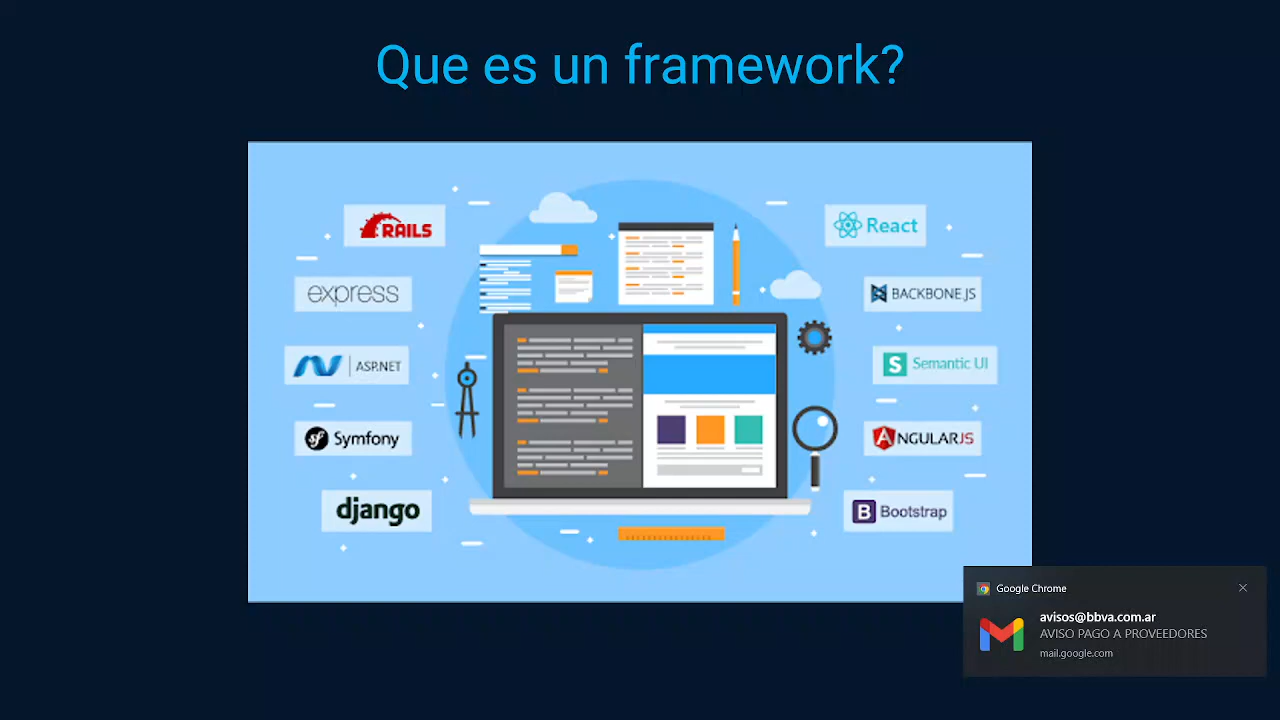 Que es un framework?
RAILS
express
ASP.NET
Symfony
django
React
BACKBONE.JS
Semantic UI
ANGULARJS
Bootstrap
Google Chrome
avisos@bbva.com.ar
AVISO PAGO A PROVEEDORES
mail.google.com